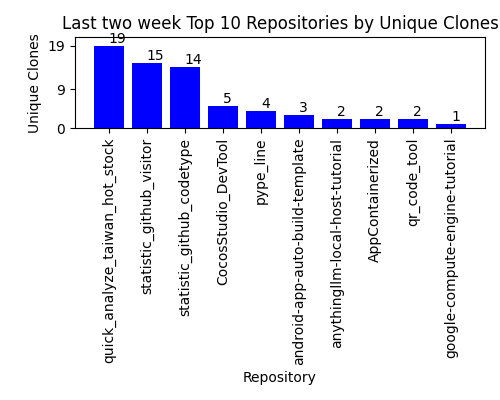 Last two week Top 10 Repositories by Unique Clones
Unique Clones
19
9
0
19
15
14
5
4
3
2
2
2
1
quick_analyze_taiwan_hot_stock
statistic_github_visitor
statistic_github_codetype
CocosStudio_DevTool
pype_line
android-app-auto-build-template
anythingllm-local-host-tutorial
AppContainerized
qr_code_tool
google-compute-engine-tutorial
Repository